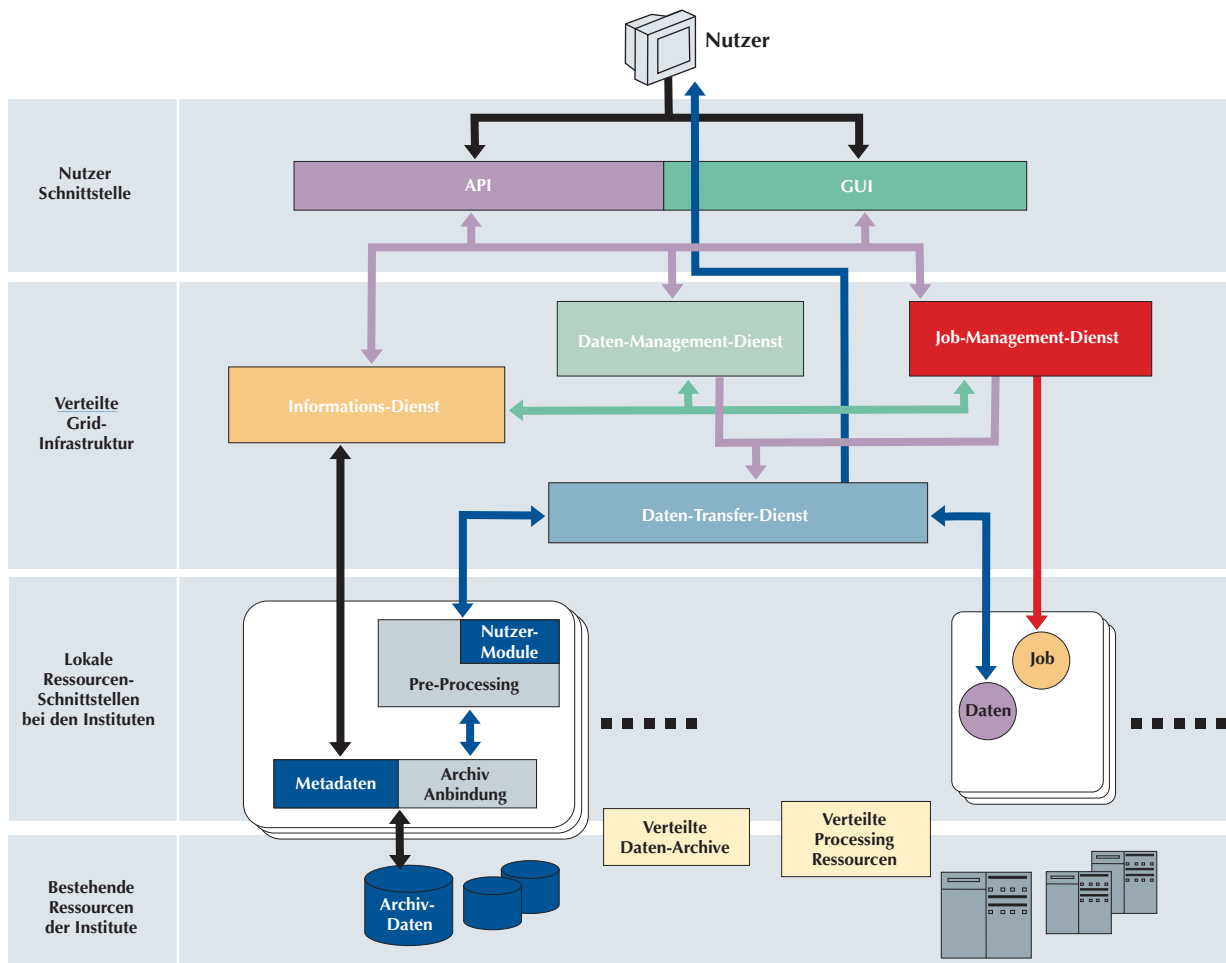 Nutzer
Nutzer
Schnittstelle
API
GUI
Verteilte
Grid-
Infrastruktur
Daten-Management-Dienst
Job-Management-Dienst
Informations-Dienst
Daten-Transfer-Dienst
Lokale
Ressourcen-
Schnittstellen
bei den Instituten
Nutzer-
Module
Pre-Processing
Metadaten
Archiv
Anbindung
Job
Daten
Verteilte
Daten-Archive
Verteilte
Processing
Ressourcen
Bestehende
Ressourcen
der Institute
Archiv-
Daten